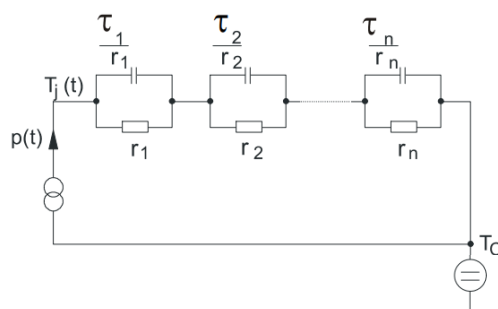 τ1 τ2 τn
r1 r2 rn
Tj (t)
p(t)
r1 r2 rn
TC